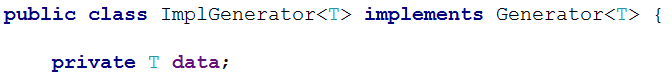 public class ImplGenerator<T> implements Generator<T> {
private T data;